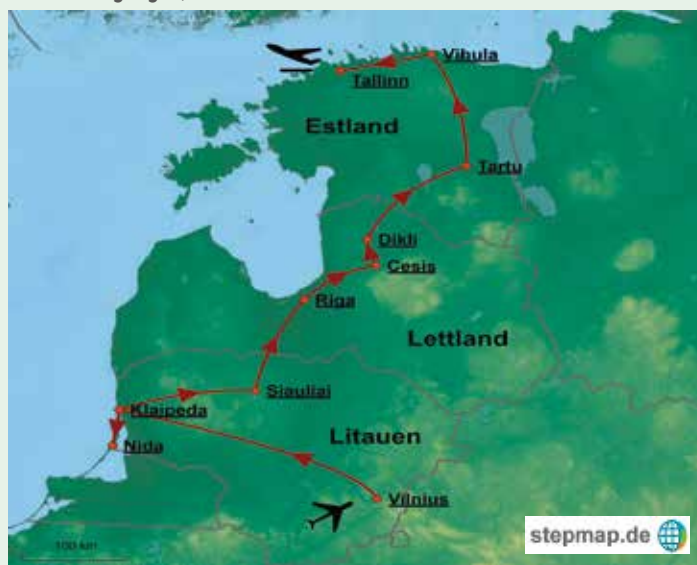 Vihula
Tallinn
Estland
Tartu
Dikli
Cesis
Riga
Lettland
Siauliai
Klaipeda
Litauen
Nida
Vilnius
100 km
stepmap.de